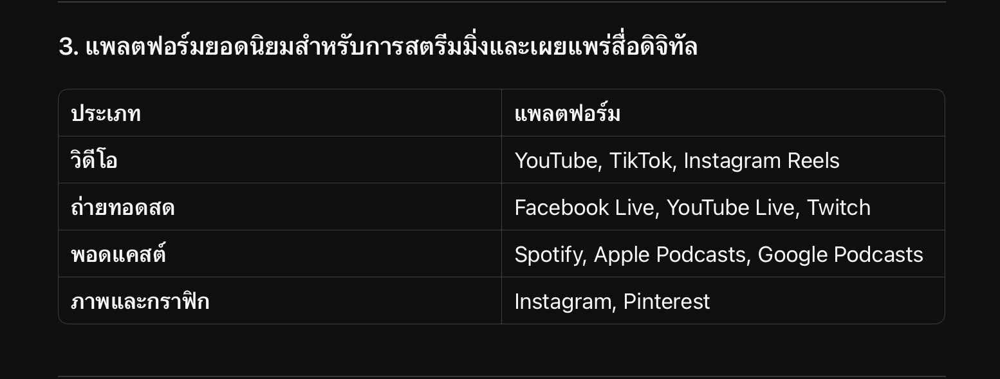 3. แพลตฟอร์มยอดนิยมสำหรับการสตรีมมิ่งและเผยแพร่สื่อดิจิทัล
ประเภท แพลตฟอร์ม
วิดีโอ YouTube, TikTok, Instagram Reels
ถ่ายทอดสด Facebook Live, YouTube Live, Twitch
พอดแคสต์ Spotify, Apple Podcasts, Google Podcasts
ภาพและกราฟิก Instagram, Pinterest